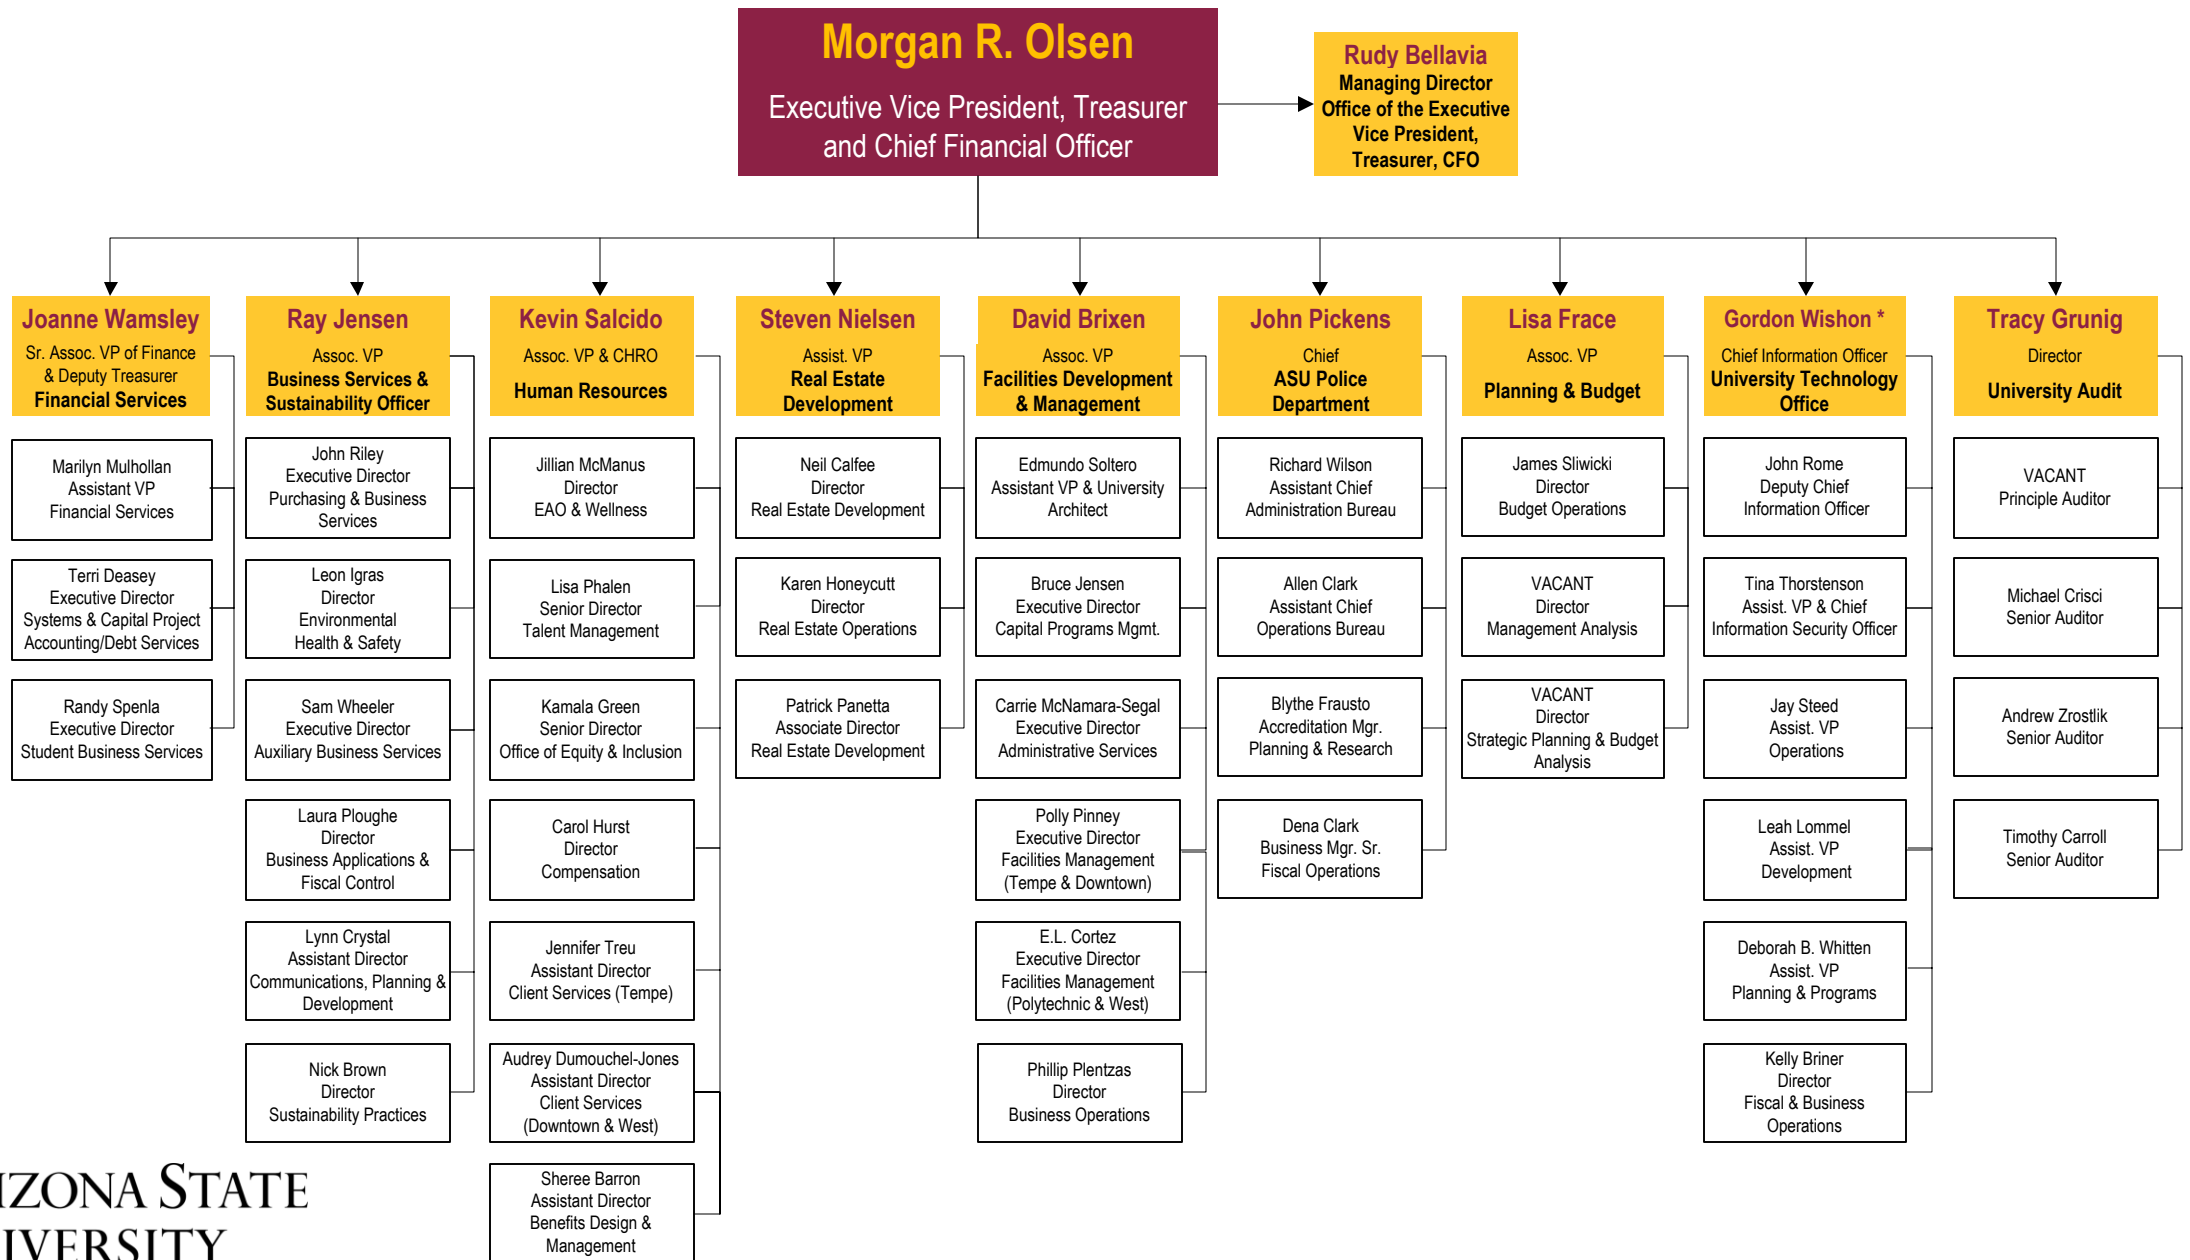 Morgan R. Olsen
Executive Vice President, Treasurer
and Chief Financial Officer
Rudy Bellavia
Managing Director
Office of the Executive
Vice President,
Treasurer, CFO
Joanne Wamsley
Sr. Assoc. VP of Finance
& Deputy Treasurer
Financial Services
Marilyn Mulhollan
Assistant VP
Financial Services
Terri Deasey
Executive Director
Systems & Capital Project
Accounting/Debt Services
Randy Spenla
Executive Director
Student Business Services
Ray Jensen
Assoc. VP
Business Services &
Sustainability Officer
John Riley
Executive Director
Purchasing & Business
Services
Leon Igras
Director
Environmental
Health & Safety
Sam Wheeler
Executive Director
Auxiliary Business Services
Laura Ploughe
Director
Business Applications &
Fiscal Control
Lynn Crystal
Assistant Director
Communications, Planning &
Development
Nick Brown
Director
Sustainability Practices
Kevin Salcido
Assoc. VP & CHRO
Human Resources
Jillian McManus
Director
EAO & Wellness
Lisa Phalen
Senior Director
Talent Management
Kamala Green
Senior Director
Office of Equity & Inclusion
Carol Hurst
Director
Compensation
Jennifer Treu
Assistant Director
Client Services (Tempe)
Audrey Dumouchel-Jones
Assistant Director
Client Services
(Downtown & West)
Sheree Barron
Assistant Director
Benefits Design &
Management
Steven Nielsen
Assist. VP
Real Estate
Development
Neil Calfee
Director
Real Estate Development
Karen Honeycutt
Director
Real Estate Operations
Patrick Panetta
Associate Director
Real Estate Development
David Brixen
Assoc. VP
Facilities Development
& Management
Edmundo Soltero
Assistant VP & University
Architect
Bruce Jensen
Executive Director
Capital Programs Mgmt.
Carrie McNamara-Segal
Executive Director
Administrative Services
Polly Pinney
Executive Director
Facilities Management
(Tempe & Downtown)
E.L. Cortez
Executive Director
Facilities Management
(Polytechnic & West)
Phillip Plentzas
Director
Business Operations
John Pickens
Chief
ASU Police
Department
Richard Wilson
Assistant Chief
Administration Bureau
Allen Clark
Assistant Chief
Operations Bureau
Blythe Frausto
Accreditation Mgr.
Planning & Research
Dena Clark
Business Mgr. Sr.
Fiscal Operations
Lisa Frace
Assoc. VP
Planning & Budget
James Sliwicki
Director
Budget Operations
VACANT
Director
Management Analysis
VACANT
Director
Strategic Planning & Budget
Analysis
Gordon Wishon *
Chief Information Officer
University Technology
Office
John Rome
Deputy Chief
Information Officer
Tina Thorstenson
Assist. VP & Chief
Information Security Officer
Jay Steed
Assist. VP
Operations
Leah Lommel
Assist. VP
Development
Deborah B. Whitten
Assist. VP
Planning & Programs
Kelly Briner
Director
Fiscal & Business
Operations
Tracy Grunig
Director
University Audit
VACANT
Principle Auditor
Michael Crisci
Senior Auditor
Andrew Zrostlik
Senior Auditor
Timothy Carroll
Senior Auditor
IZONA STATE
IVERSITY